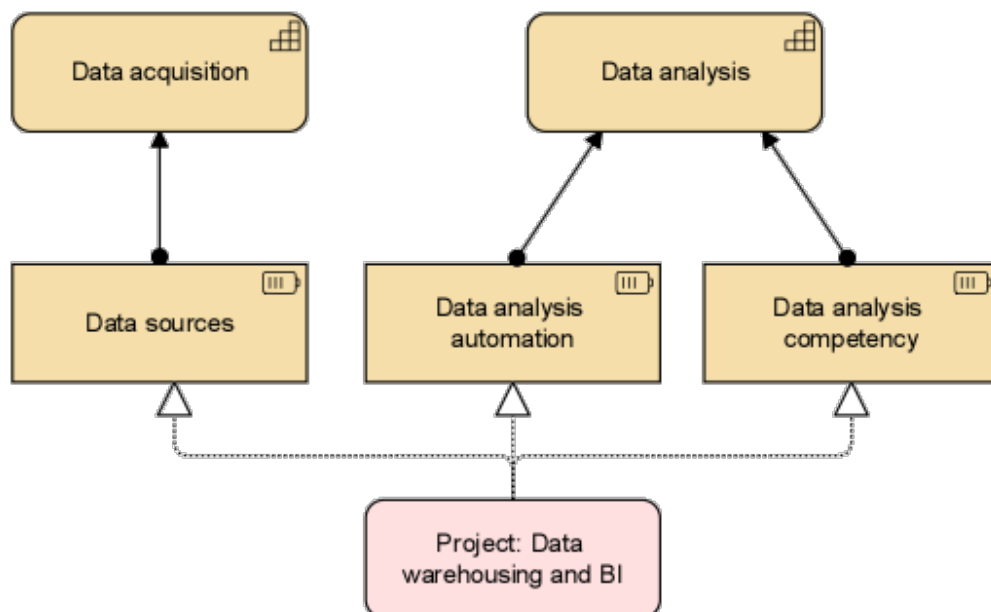 Data acquisition
Data analysis
Data sources
Data analysis
automation
Data analysis
competency
Project: Data
warehousing and BI